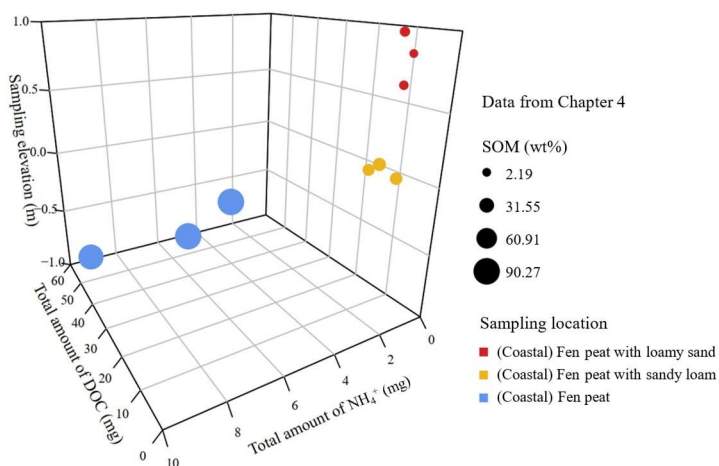 1.0
0.5
0.0
−0.5
−1.0
Sampling elevation (m)
60
50
40
30
20
10
0
Total amount of DOC (mg)
10
8
6
4
2
0
Total amount of NH₄⁺ (mg)
Data from Chapter 4
SOM (wt%)
2.19
31.55
60.91
90.27
Sampling location
(Coastal) Fen peat with loamy sand
(Coastal) Fen peat with sandy loam
(Coastal) Fen peat